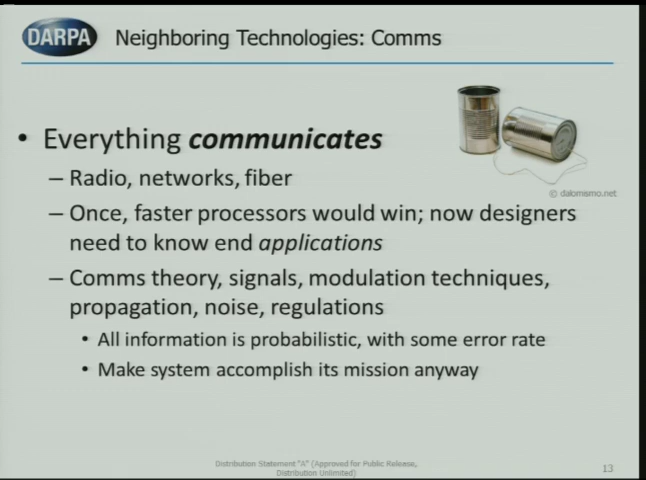 DARPA
Neighboring Technologies: Comms
• Everything communicates
© dalomismo.net
– Radio, networks, fiber
– Once, faster processors would win; now designers
need to know end applications
– Comms theory, signals, modulation techniques,
propagation, noise, regulations
• All information is probabilistic, with some error rate
• Make system accomplish its mission anyway
Distribution Statement "A" (Approved for Public Release,
Distribution Unlimited)
13